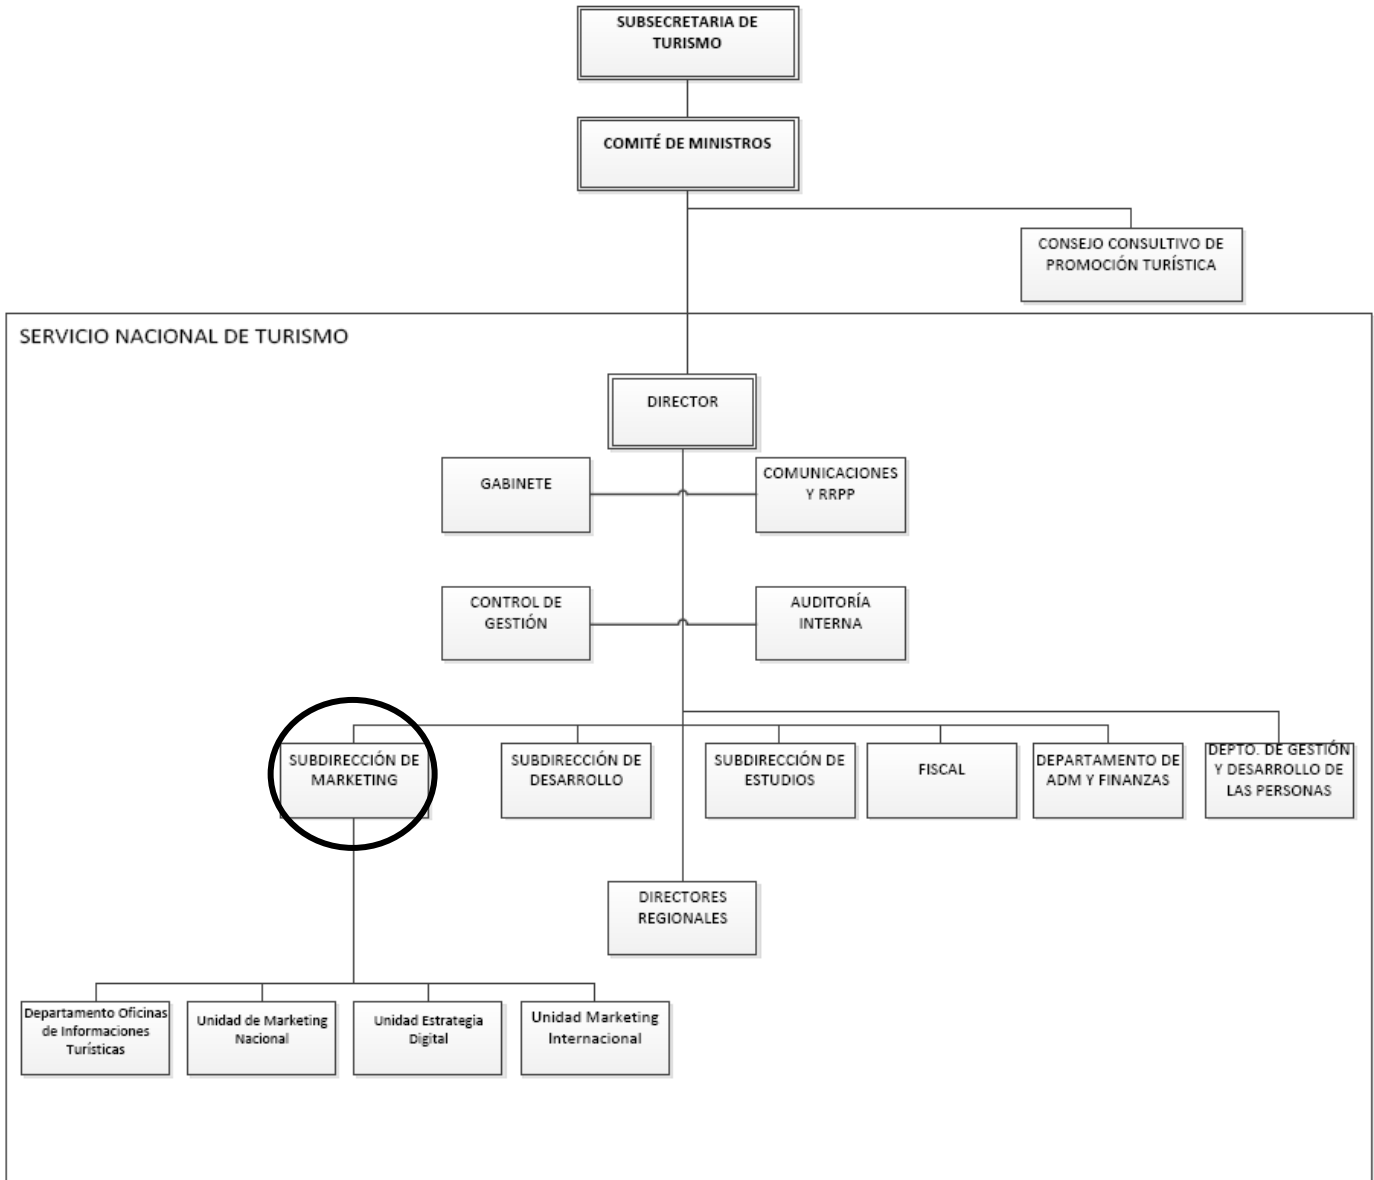 SUBSECRETARIA DE
TURISMO
COMITÉ DE MINISTROS
CONSEJO CONSULTIVO DE
PROMOCIÓN TURÍSTICA
SERVICIO NACIONAL DE TURISMO
DIRECTOR
GABINETE
COMUNICACIONES
Y RRPP
CONTROL DE
GESTIÓN
AUDITORÍA
INTERNA
SUBDIRECCIÓN DE
MARKETING
SUBDIRECCIÓN DE
DESARROLLO
SUBDIRECCIÓN DE
ESTUDIOS
FISCAL
DEPARTAMENTO DE
ADM Y FINANZAS
DEPTO. DE GESTIÓN
Y DESARROLLO DE
LAS PERSONAS
DIRECTORES
REGIONALES
Departamento Oficinas
de Informaciones
Turísticas
Unidad de Marketing
Nacional
Unidad Estrategia
Digital
Unidad Marketing
Internacional